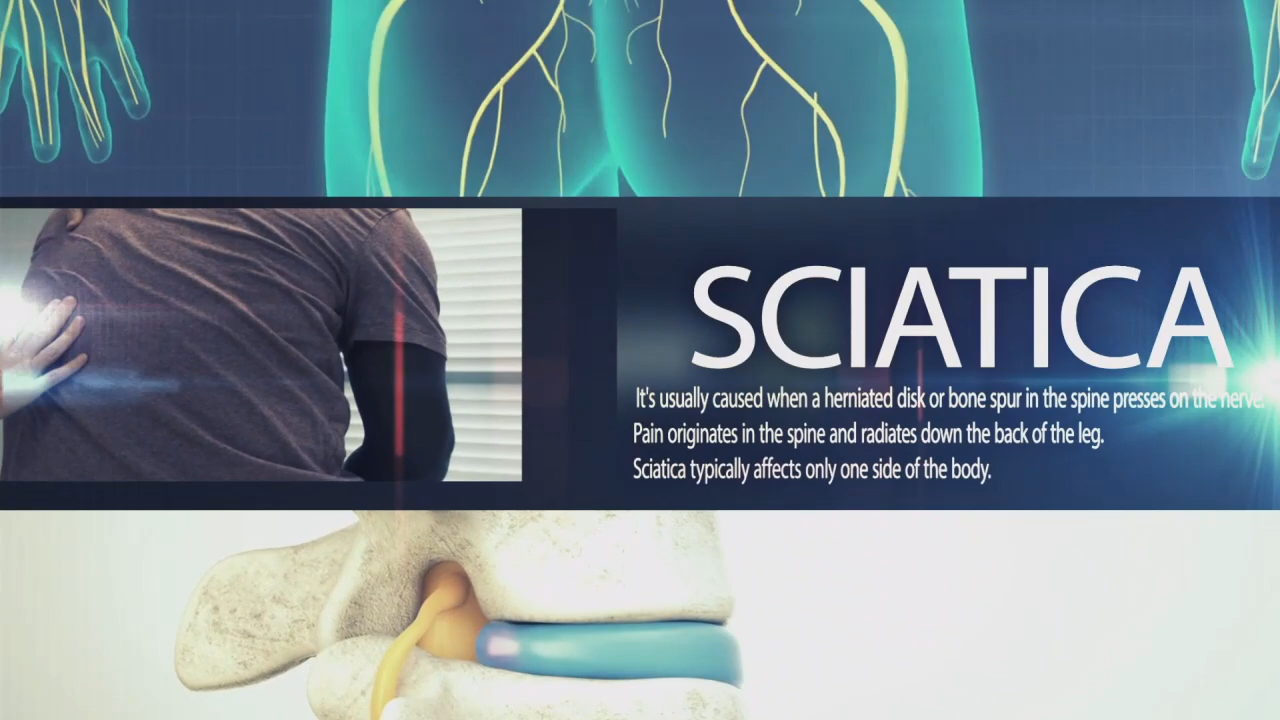 SCIATICA
It's usually caused when a herniated disk or bone spur in the spine presses on the nerve.
Pain originates in the spine and radiates down the back of the leg.
Sciatica typically affects only one side of the body.